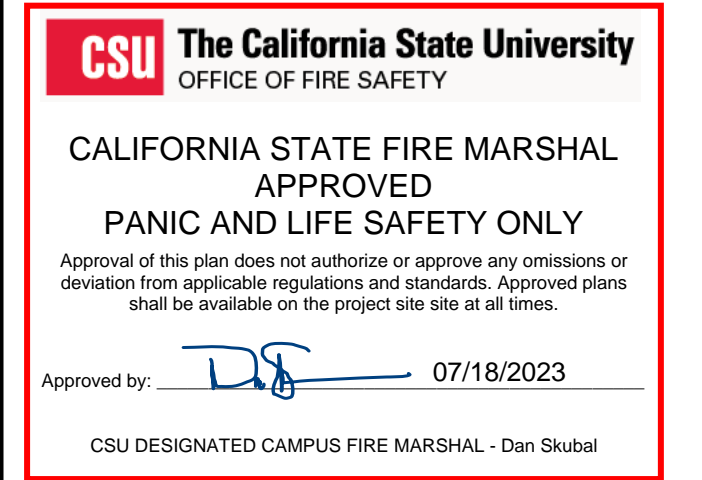 CSU The California State University
OFFICE OF FIRE SAFETY
CALIFORNIA STATE FIRE MARSHAL
APPROVED
PANIC AND LIFE SAFETY ONLY
Approval of this plan does not authorize or approve any omissions or
deviation from applicable regulations and standards. Approved plans
shall be available on the project site site at all times.
Approved by: 07/18/2023
CSU DESIGNATED CAMPUS FIRE MARSHAL - Dan Skubal